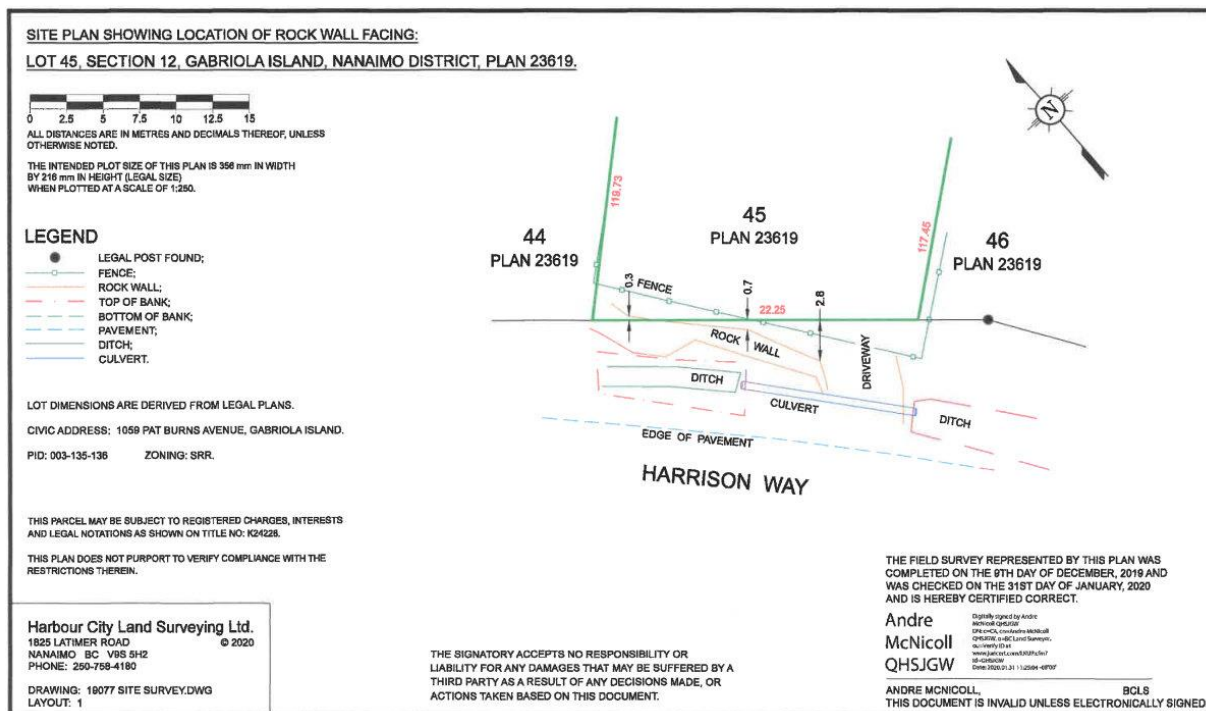 SITE PLAN SHOWING LOCATION OF ROCK WALL FACING:
LOT 45, SECTION 12, GABRIOLA ISLAND, NANAIMO DISTRICT, PLAN 23619.
0 2.5 5 7.5 10 12.5 15
ALL DISTANCES ARE IN METRES AND DECIMALS THEREOF, UNLESS
OTHERWISE NOTED.
THE INTENDED PLOT SIZE OF THIS PLAN IS 356 mm IN WIDTH
BY 216 mm IN HEIGHT (LEGAL SIZE)
WHEN PLOTTED AT A SCALE OF 1:250.
LEGEND
LEGAL POST FOUND;
FENCE;
ROCK WALL;
TOP OF BANK;
BOTTOM OF BANK;
PAVEMENT;
DITCH;
CULVERT.
LOT DIMENSIONS ARE DERIVED FROM LEGAL PLANS.
CIVIC ADDRESS: 1059 PAT BURNS AVENUE, GABRIOLA ISLAND.
PID: 003-135-136 ZONING: SRR.
THIS PARCEL MAY BE SUBJECT TO REGISTERED CHARGES, INTERESTS
AND LEGAL NOTATIONS AS SHOWN ON TITLE NO: K24226.
THIS PLAN DOES NOT PURPORT TO VERIFY COMPLIANCE WITH THE
RESTRICTIONS THEREIN.
Harbour City Land Surveying Ltd.
1825 LATIMER ROAD © 2020
NANAIMO BC V9S 5H2
PHONE: 250-758-4180
DRAWING: 19077 SITE SURVEY.DWG
LAYOUT: 1
N
119.73
117.45
44
PLAN 23619
45
PLAN 23619
46
PLAN 23619
0.3
FENCE
0.7
22.25
2.8
ROCK WALL
DRIVEWAY
DITCH
CULVERT
DITCH
EDGE OF PAVEMENT
HARRISON WAY
THE SIGNATORY ACCEPTS NO RESPONSIBILITY OR
LIABILITY FOR ANY DAMAGES THAT MAY BE SUFFERED BY A
THIRD PARTY AS A RESULT OF ANY DECISIONS MADE, OR
ACTIONS TAKEN BASED ON THIS DOCUMENT.
THE FIELD SURVEY REPRESENTED BY THIS PLAN WAS
COMPLETED ON THE 9TH DAY OF DECEMBER, 2019 AND
WAS CHECKED ON THE 31ST DAY OF JANUARY, 2020
AND IS HEREBY CERTIFIED CORRECT.
Andre
McNicoll
QHSJGW
Digitally signed by Andre
McNicoll QHSJGW
ANDRE MCNICOLL, BCLS
THIS DOCUMENT IS INVALID UNLESS ELECTRONICALLY SIGNED